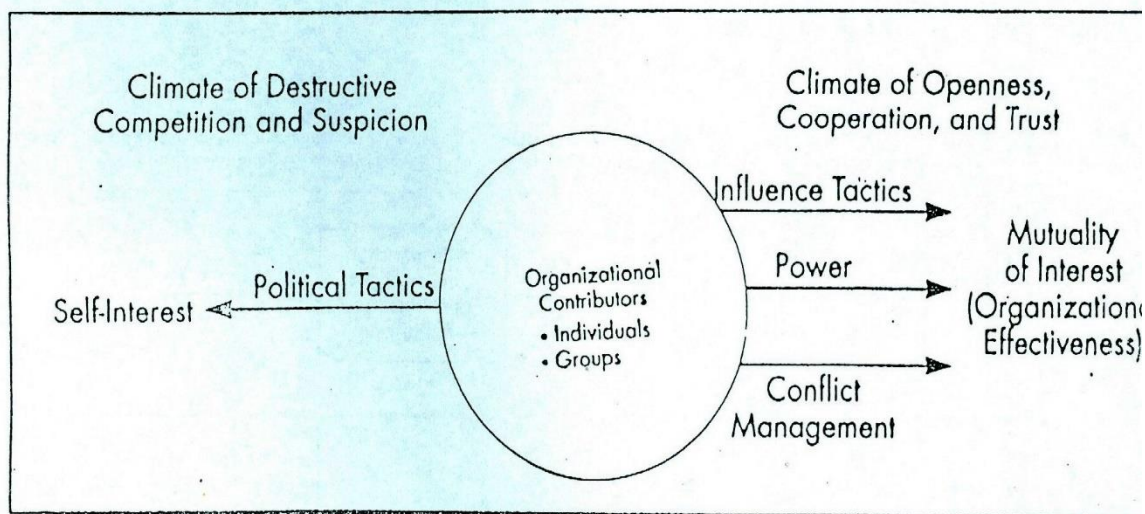 Climate of Destructive
Competition and Suspicion
Climate of Openness,
Cooperation, and Trust
Influence Tactics
Power
Conflict
Management
Mutuality
of Interest
(Organizationa
Effectiveness)
Organizational
Contributors
• Individuals
• Groups
Political Tactics
Self-Interest